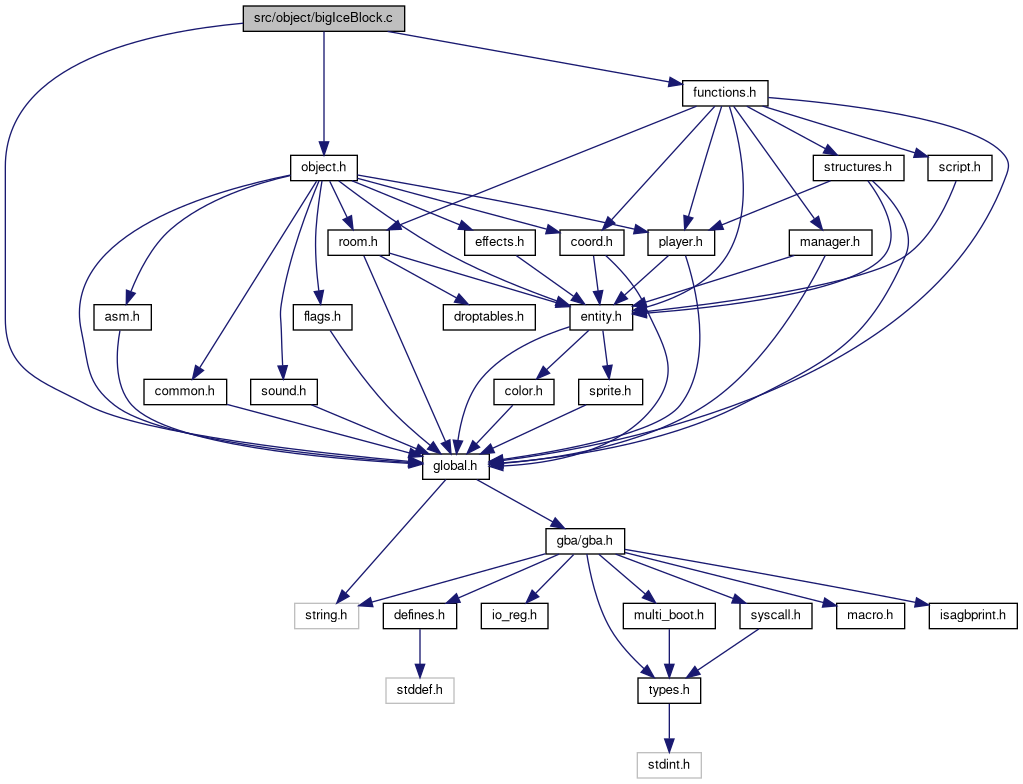 src/object/bigIceBlock.c
functions.h
object.h
structures.h
script.h
room.h
effects.h
coord.h
player.h
manager.h
asm.h
flags.h
droptables.h
entity.h
common.h
sound.h
color.h
sprite.h
global.h
gba/gba.h
string.h
defines.h
io_reg.h
multi_boot.h
syscall.h
macro.h
isagbprint.h
stddef.h
types.h
stdint.h